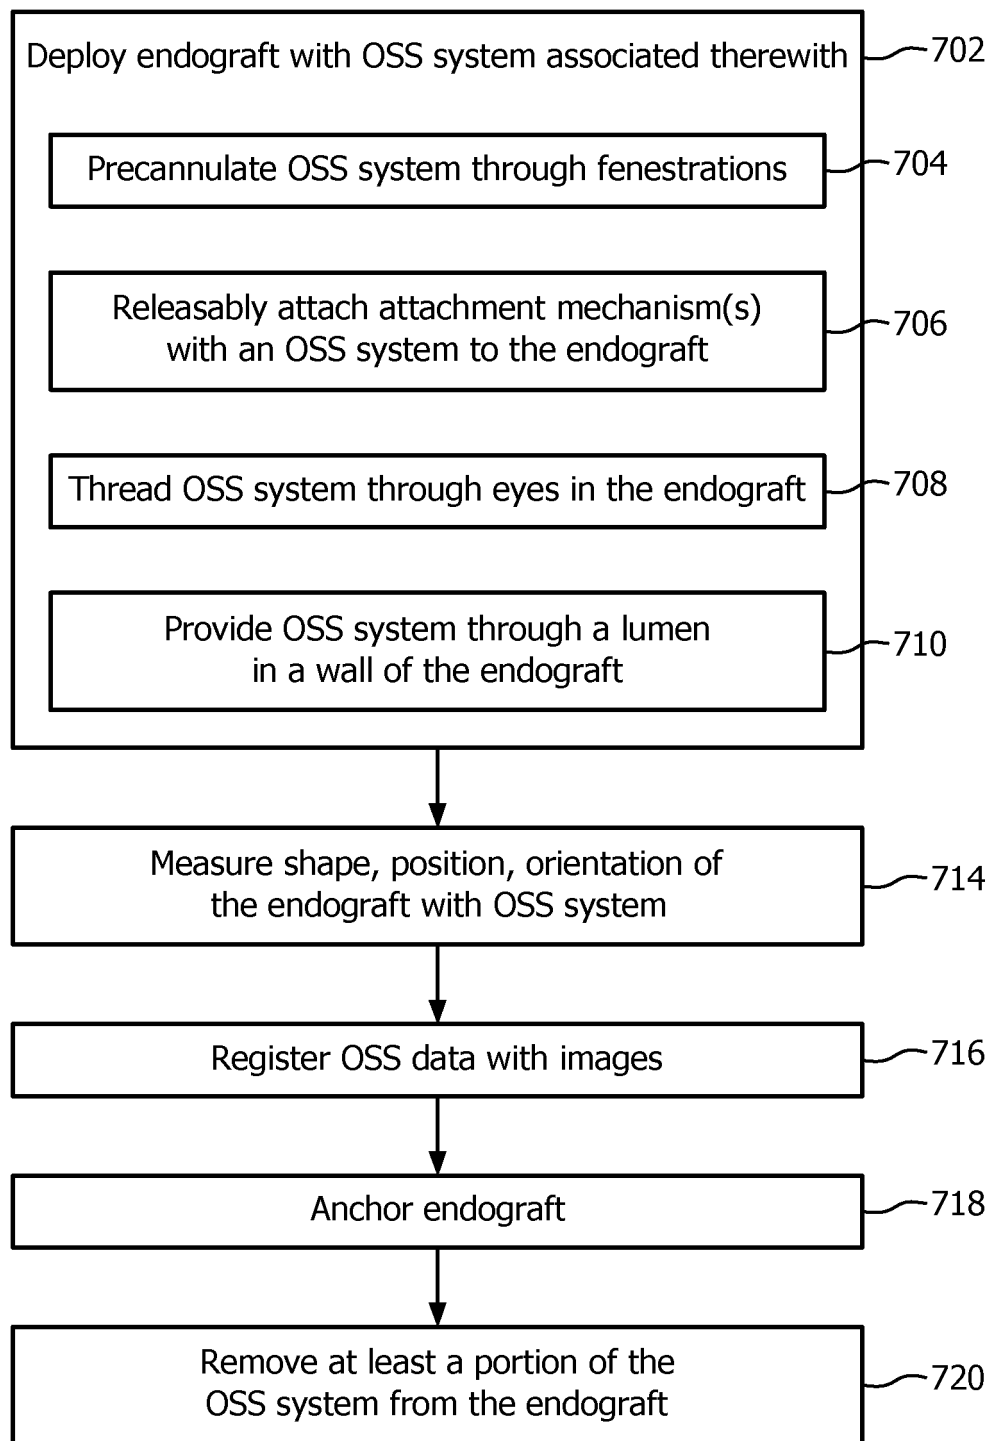 Deploy endograft with OSS system associated therewith
702
Precannulate OSS system through fenestrations
704
Releasably attach attachment mechanism(s)
with an OSS system to the endograft
706
Thread OSS system through eyes in the endograft
708
Provide OSS system through a lumen
in a wall of the endograft
710
Measure shape, position, orientation of
the endograft with OSS system
714
Register OSS data with images
716
Anchor endograft
718
Remove at least a portion of the
OSS system from the endograft
720